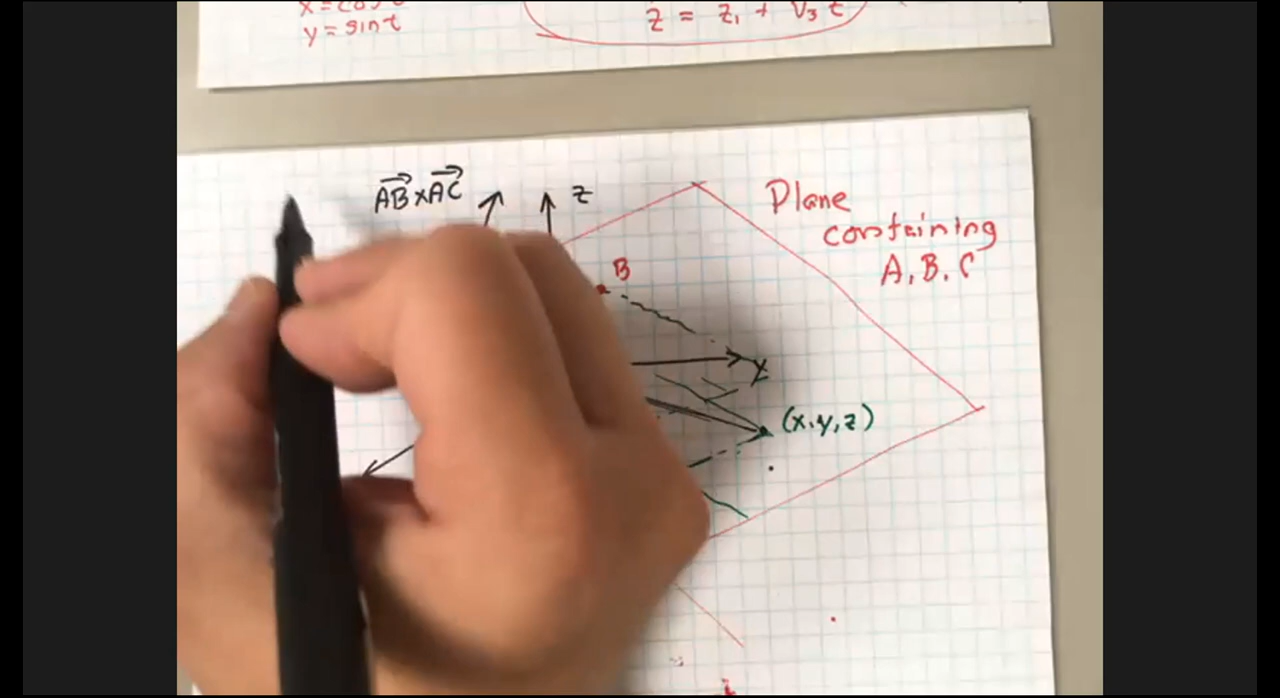 y = sin t
z = z₁ + V₃ t
AB×AC
z
Plane
containing
A, B, C
B
y
(x, y, z)